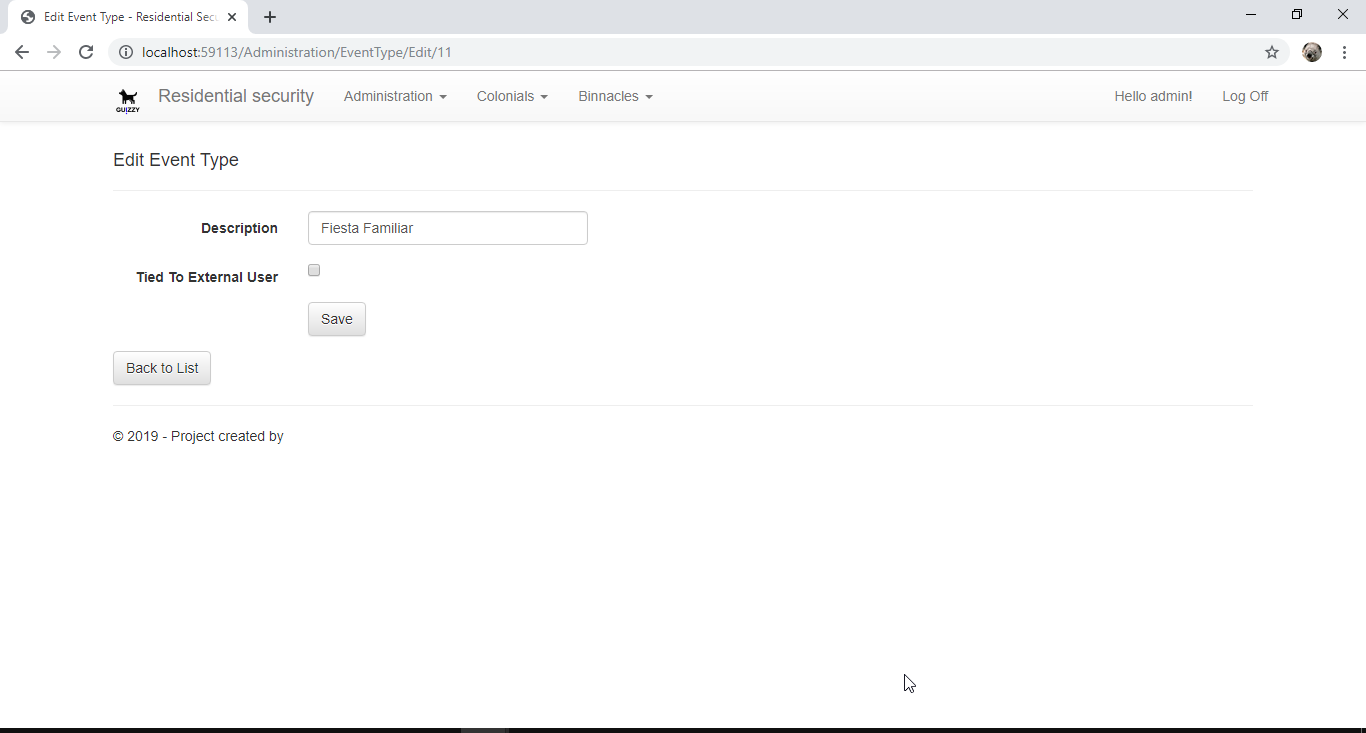 Edit Event Type - Residential Sec
localhost:59113/Administration/EventType/Edit/11
GUIZZY
Residential security Administration Colonials Binnacles Hello admin! Log Off
Edit Event Type
Description Fiesta Familiar
Tied To External User
Save
Back to List
© 2019 - Project created by